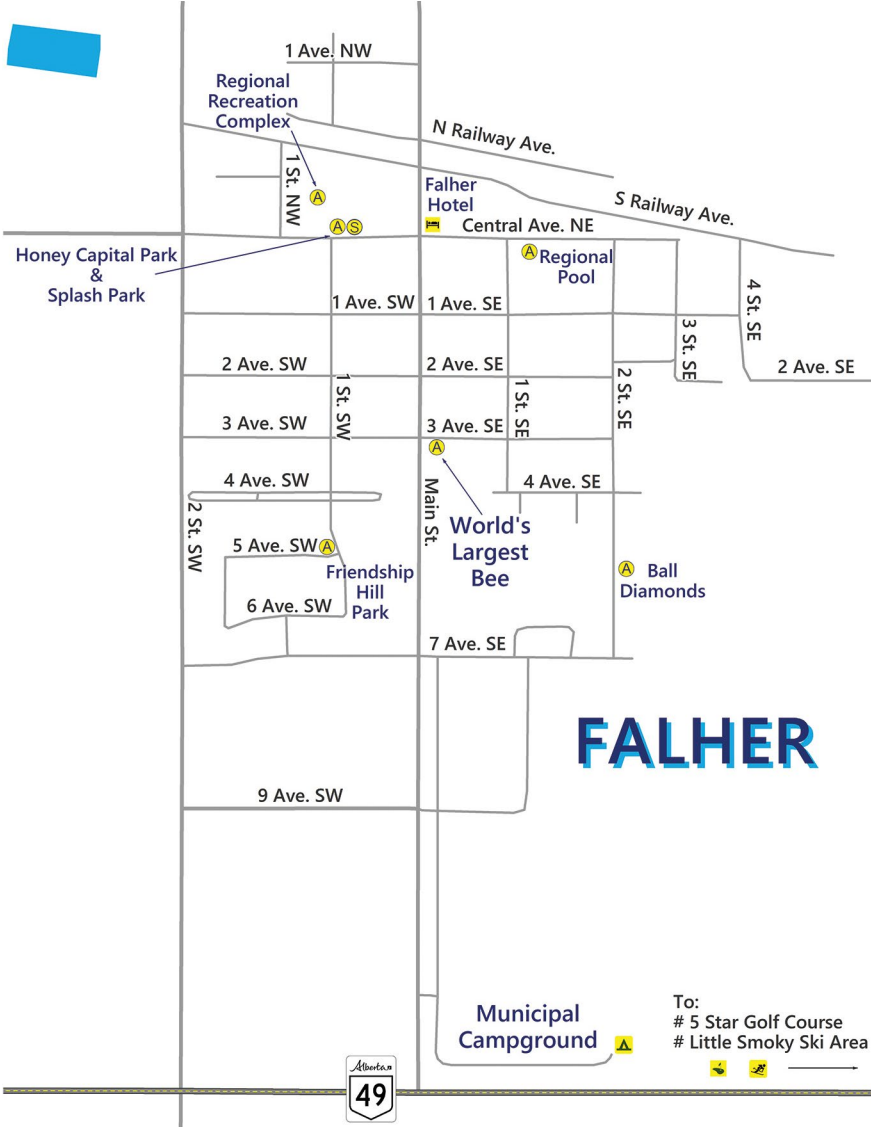 1 Ave. NW
Regional
Recreation
Complex
N Railway Ave.
1 St. NW
A
Falher
Hotel
S Railway Ave.
A S
Central Ave. NE
Honey Capital Park
&
Splash Park
A Regional
Pool
4 St. SE
1 Ave. SW
1 Ave. SE
3 St. SE
2 Ave. SW
2 Ave. SE
2 Ave. SE
1 St. SW
1 St. SE
2 St. SE
3 Ave. SW
3 Ave. SE
A
4 Ave. SW
4 Ave. SE
Main St.
2 St. SW
World's
Largest
Bee
5 Ave. SW A
Friendship
Hill
Park
A Ball
Diamonds
6 Ave. SW
7 Ave. SE
FALHER
9 Ave. SW
Municipal
Campground
To:
# 5 Star Golf Course
# Little Smoky Ski Area
Alberta
49